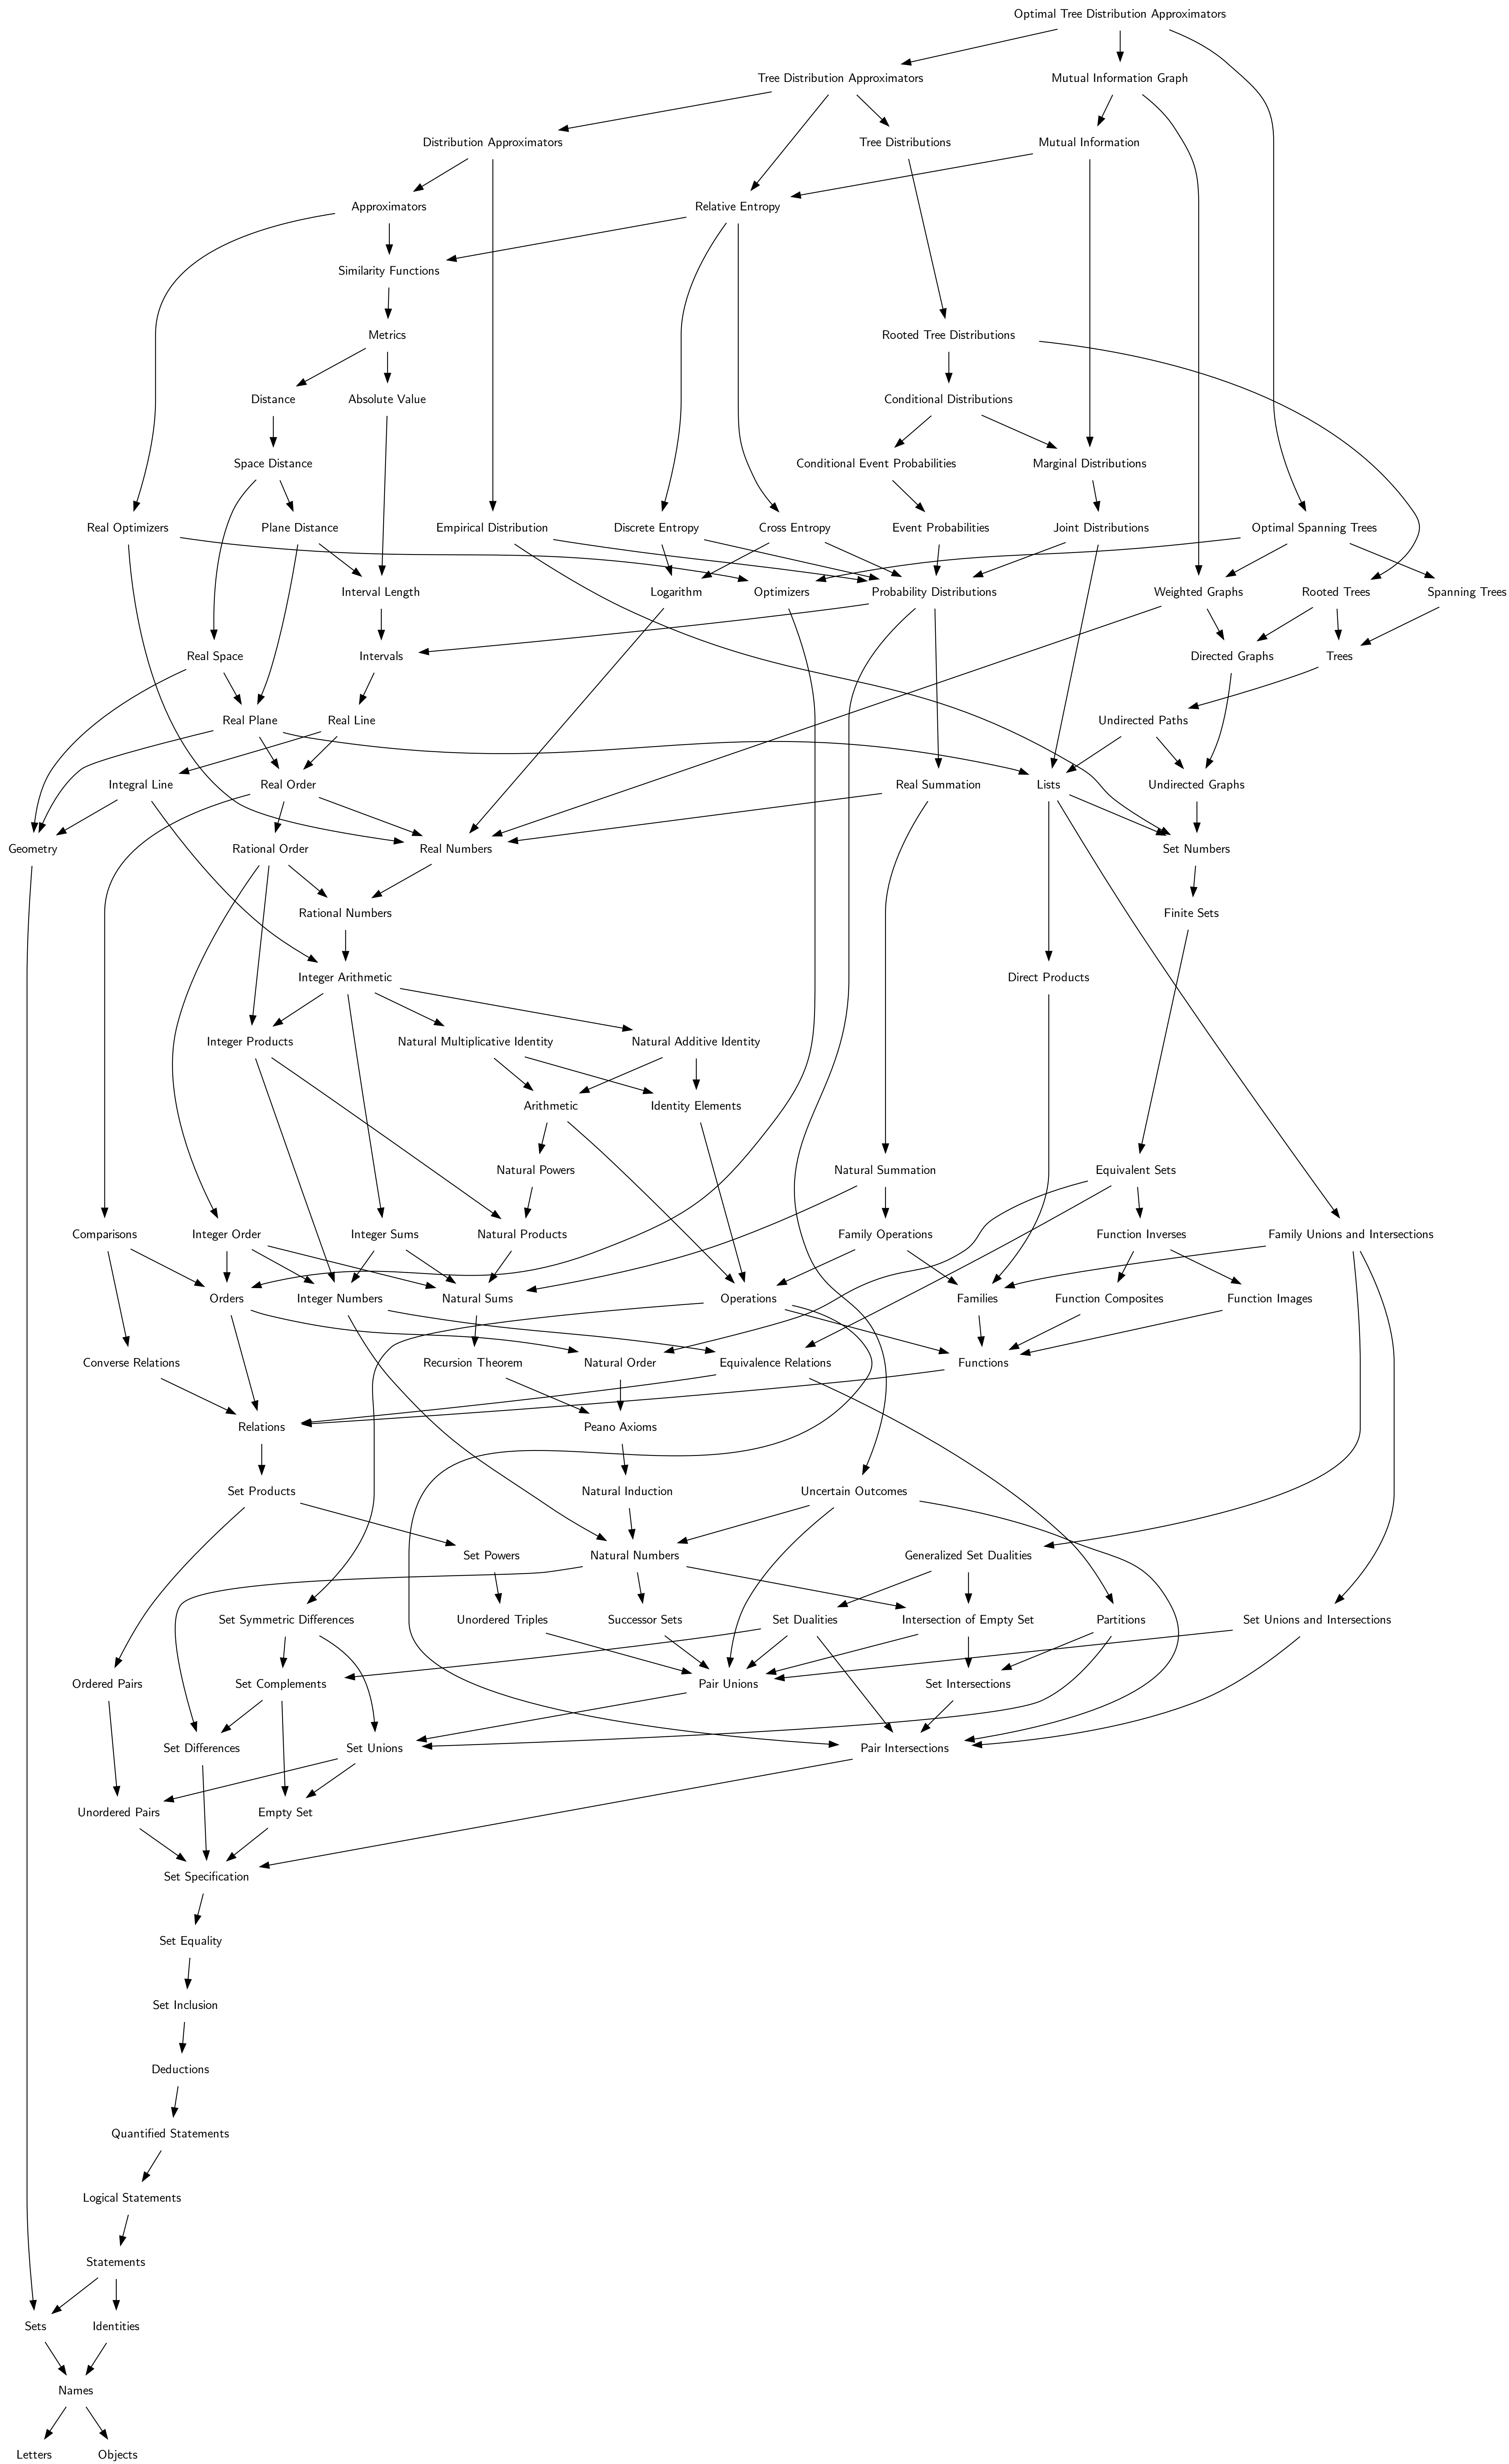 Optimal Tree Distribution Approximators
Tree Distribution Approximators
Mutual Information Graph
Distribution Approximators
Tree Distributions
Mutual Information
Approximators
Relative Entropy
Similarity Functions
Metrics
Rooted Tree Distributions
Distance
Absolute Value
Conditional Distributions
Space Distance
Conditional Event Probabilities
Marginal Distributions
Real Optimizers
Plane Distance
Empirical Distribution
Discrete Entropy
Cross Entropy
Event Probabilities
Joint Distributions
Optimal Spanning Trees
Interval Length
Logarithm
Optimizers
Probability Distributions
Weighted Graphs
Rooted Trees
Spanning Trees
Real Space
Intervals
Directed Graphs
Trees
Real Plane
Real Line
Undirected Paths
Integral Line
Real Order
Real Summation
Lists
Undirected Graphs
Geometry
Rational Order
Real Numbers
Set Numbers
Rational Numbers
Finite Sets
Integer Arithmetic
Direct Products
Integer Products
Natural Multiplicative Identity
Natural Additive Identity
Arithmetic
Identity Elements
Natural Powers
Natural Summation
Equivalent Sets
Comparisons
Integer Order
Integer Sums
Natural Products
Family Operations
Function Inverses
Family Unions and Intersections
Orders
Integer Numbers
Natural Sums
Operations
Families
Function Composites
Function Images
Converse Relations
Recursion Theorem
Natural Order
Equivalence Relations
Functions
Relations
Peano Axioms
Set Products
Natural Induction
Uncertain Outcomes
Set Powers
Natural Numbers
Generalized Set Dualities
Set Symmetric Differences
Unordered Triples
Successor Sets
Set Dualities
Intersection of Empty Set
Partitions
Set Unions and Intersections
Ordered Pairs
Set Complements
Pair Unions
Set Intersections
Set Differences
Set Unions
Pair Intersections
Unordered Pairs
Empty Set
Set Specification
Set Equality
Set Inclusion
Deductions
Quantified Statements
Logical Statements
Statements
Sets
Identities
Names
Letters
Objects